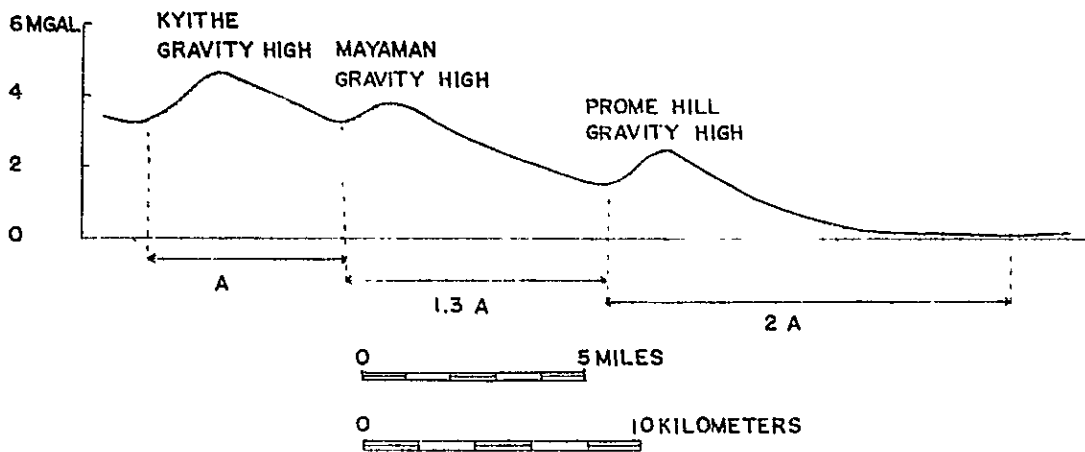 6 MGAL.
4
2
0
KYITHE
GRAVITY HIGH
MAYAMAN
GRAVITY HIGH
PROME HILL
GRAVITY HIGH
A
1.3 A
2 A
0 5 MILES
0 10 KILOMETERS